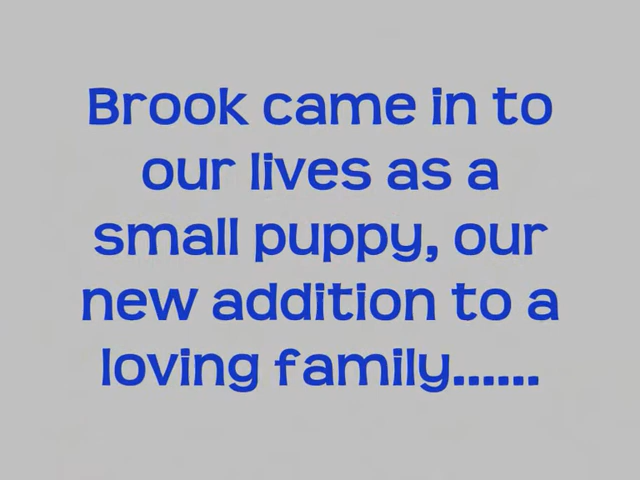 Brook came in to
our lives as a
small puppy, our
new addition to a
loving family......